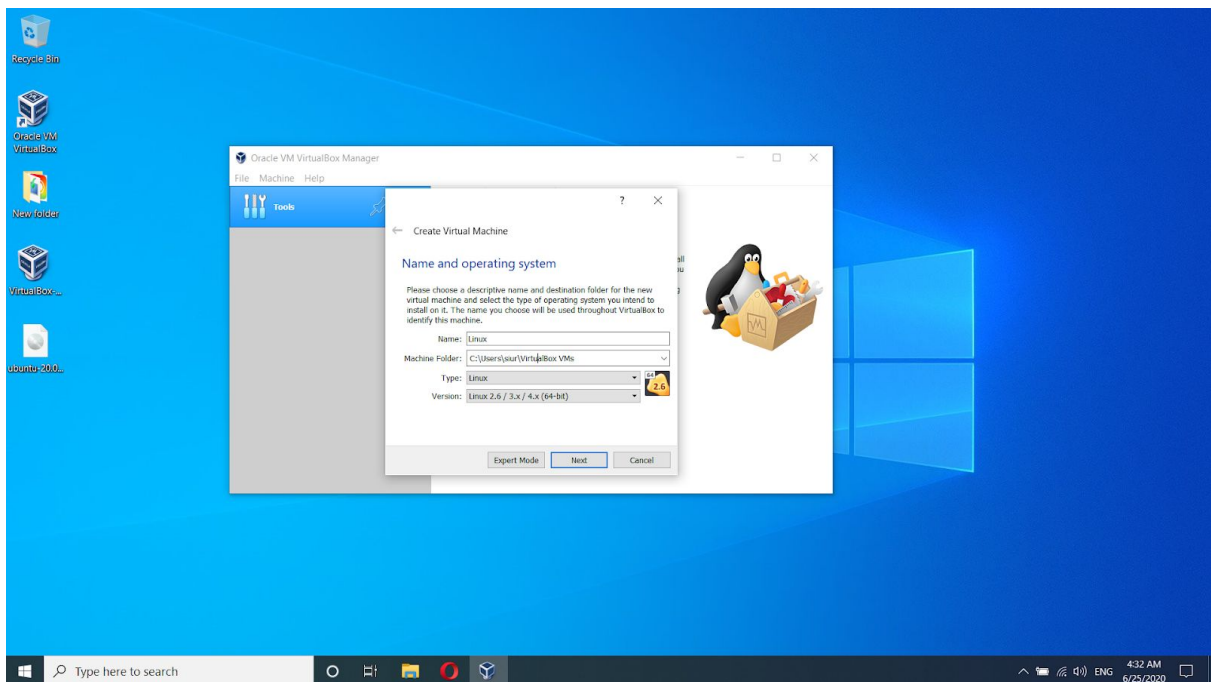 Recycle Bin
Oracle VM
VirtualBox
New folder
VirtualBox-...
ubuntu-20.0...
Oracle VM VirtualBox Manager
File Machine Help
Tools
Create Virtual Machine
Name and operating system
Please choose a descriptive name and destination folder for the new
virtual machine and select the type of operating system you intend to
install on it. The name you choose will be used throughout VirtualBox to
identify this machine.
Name: Linux
Machine Folder: C:\Users\siur\VirtualBox VMs
Type: Linux
Version: Linux 2.6 / 3.x / 4.x (64-bit)
64
2.6
Expert Mode Next Cancel
Type here to search
ENG
4:32 AM
6/25/2020